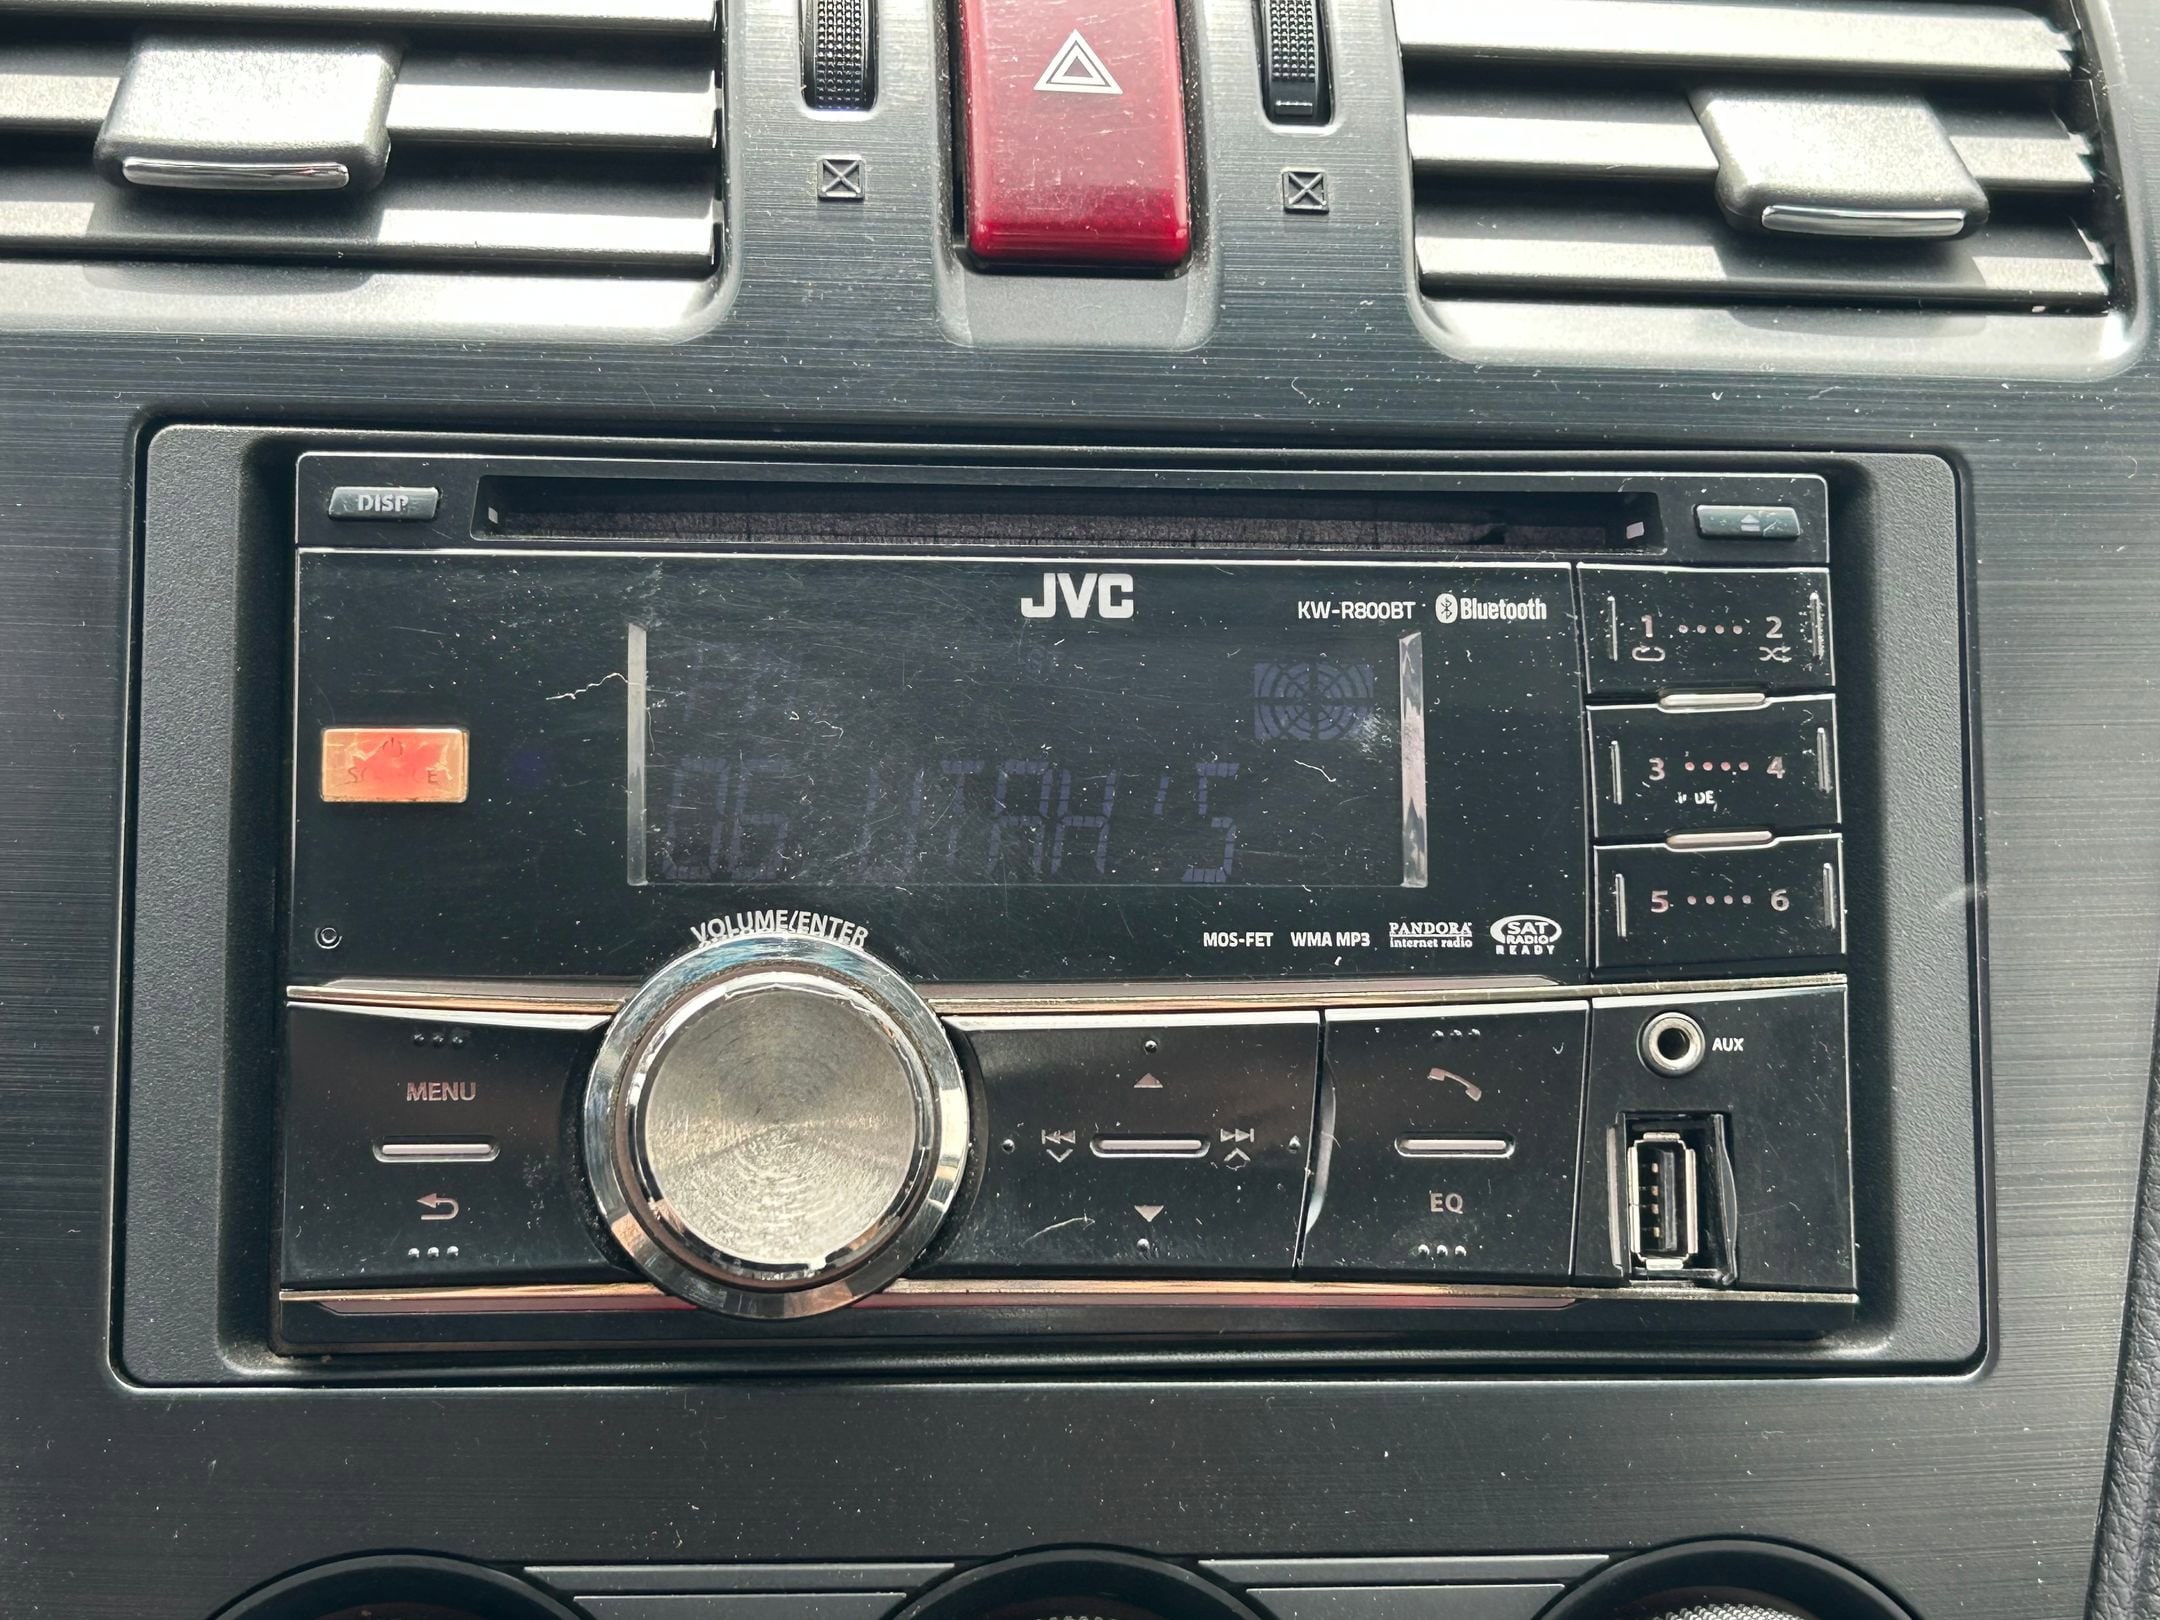 DISP
JVC
KW-R800BT Bluetooth
1 2
SOURCE
06 UTAH'S
3 4
5 6
VOLUME/ENTER
MOS-FET WMA MP3 PANDORA internet radio SAT RADIO READY
MENU
AUX
EQ